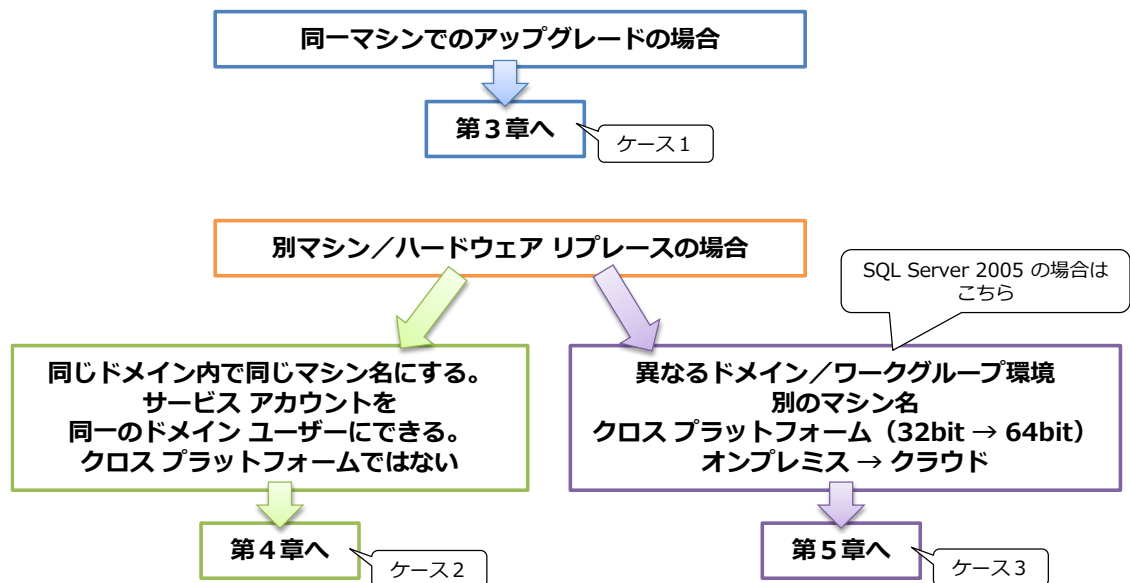 同一マシンでのアップグレードの場合
第３章へ
ケース１
別マシン／ハードウェア リプレースの場合
SQL Server 2005 の場合は
こちら
同じドメイン内で同じマシン名にする。
サービス アカウントを
同一のドメイン ユーザーにできる。
クロス プラットフォームではない
異なるドメイン／ワークグループ環境
別のマシン名
クロス プラットフォーム（32bit → 64bit）
オンプレミス → クラウド
第４章へ
ケース２
第５章へ
ケース３